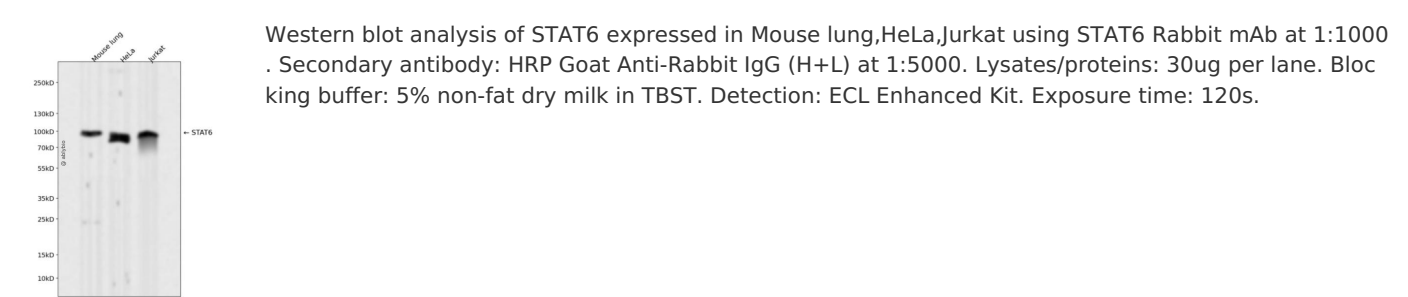 Mouse lung
HeLa
Jurkat
250kD
130kD
100kD
← STAT6
70kD
55kD
35kD
25kD
15kD
10kD
Western blot analysis of STAT6 expressed in Mouse lung,HeLa,Jurkat using STAT6 Rabbit mAb at 1:1000
. Secondary antibody: HRP Goat Anti-Rabbit IgG (H+L) at 1:5000. Lysates/proteins: 30ug per lane. Bloc
king buffer: 5% non-fat dry milk in TBST. Detection: ECL Enhanced Kit. Exposure time: 120s.